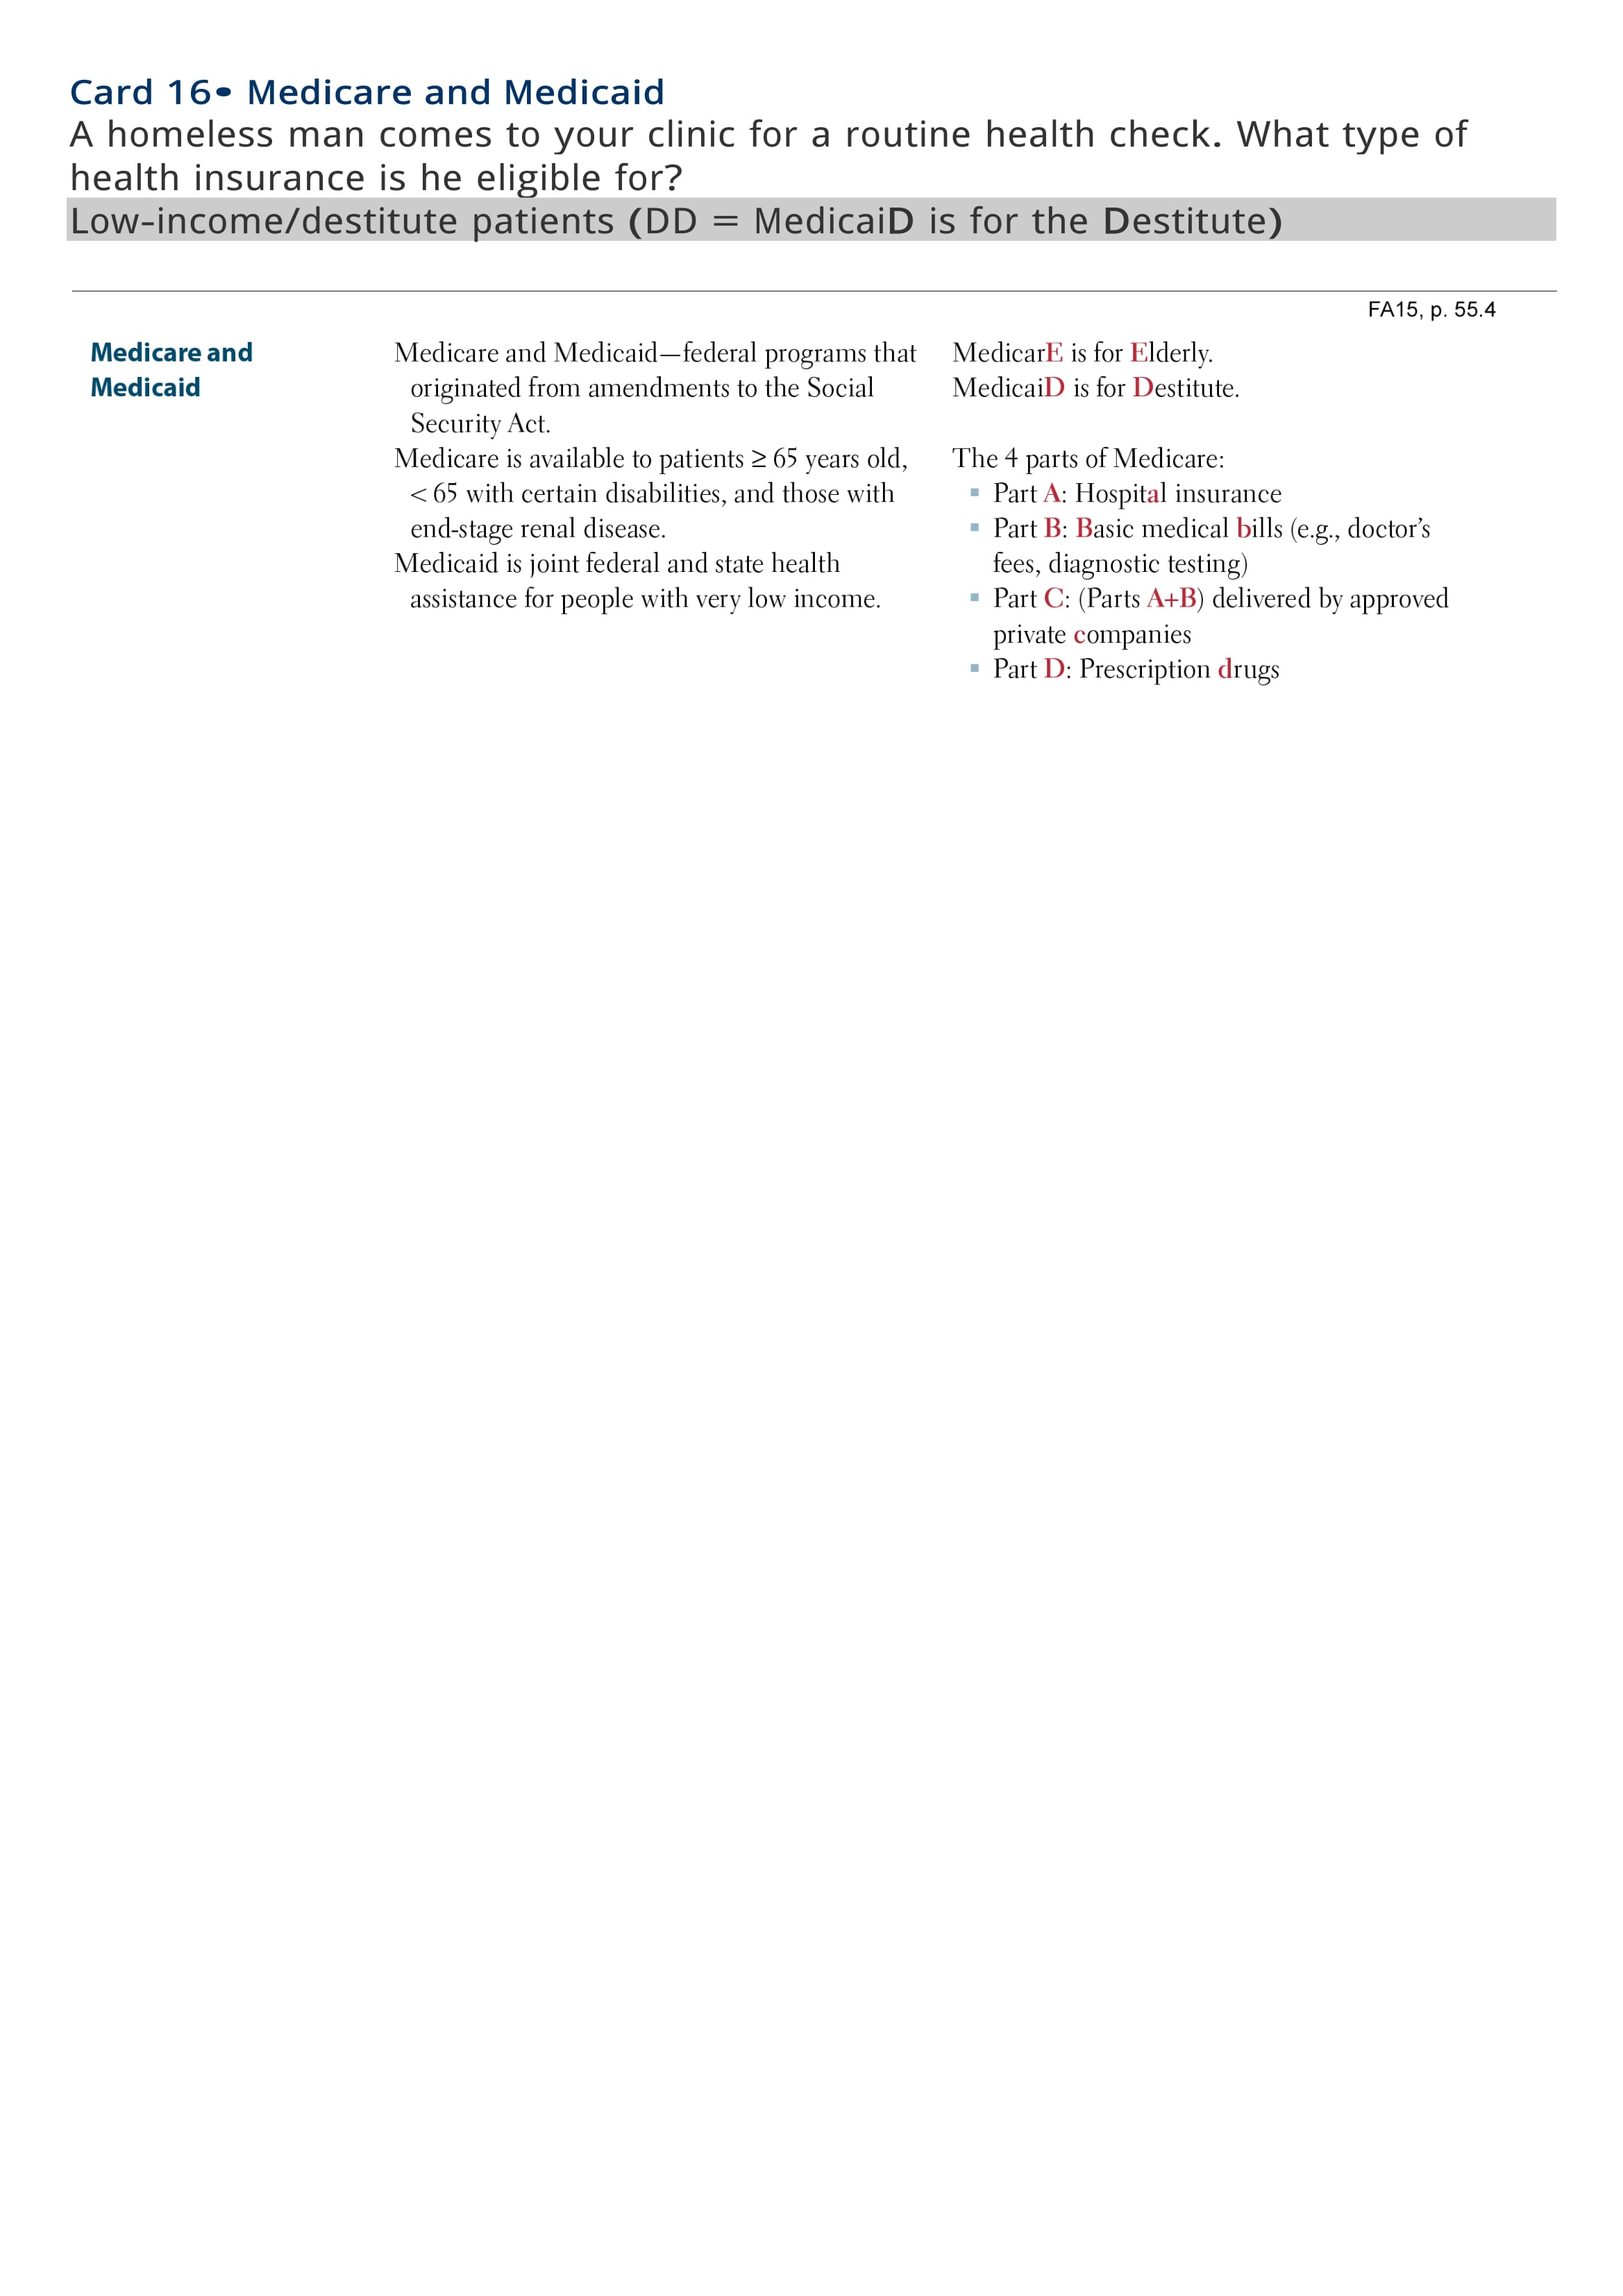 Card 16• Medicare and Medicaid
A homeless man comes to your clinic for a routine health check. What type of
health insurance is he eligible for?
Low-income/destitute patients (DD = MedicaiD is for the Destitute)
FA15, p. 55.4
Medicare and
Medicaid
Medicare and Medicaid—federal programs that
originated from amendments to the Social
Security Act.
Medicare is available to patients ≥ 65 years old,
< 65 with certain disabilities, and those with
end-stage renal disease.
Medicaid is joint federal and state health
assistance for people with very low income.
MedicarE is for Elderly.
MedicaiD is for Destitute.
The 4 parts of Medicare:
▪ Part A: Hospital insurance
▪ Part B: Basic medical bills (e.g., doctor’s
fees, diagnostic testing)
▪ Part C: (Parts A+B) delivered by approved
private companies
▪ Part D: Prescription drugs